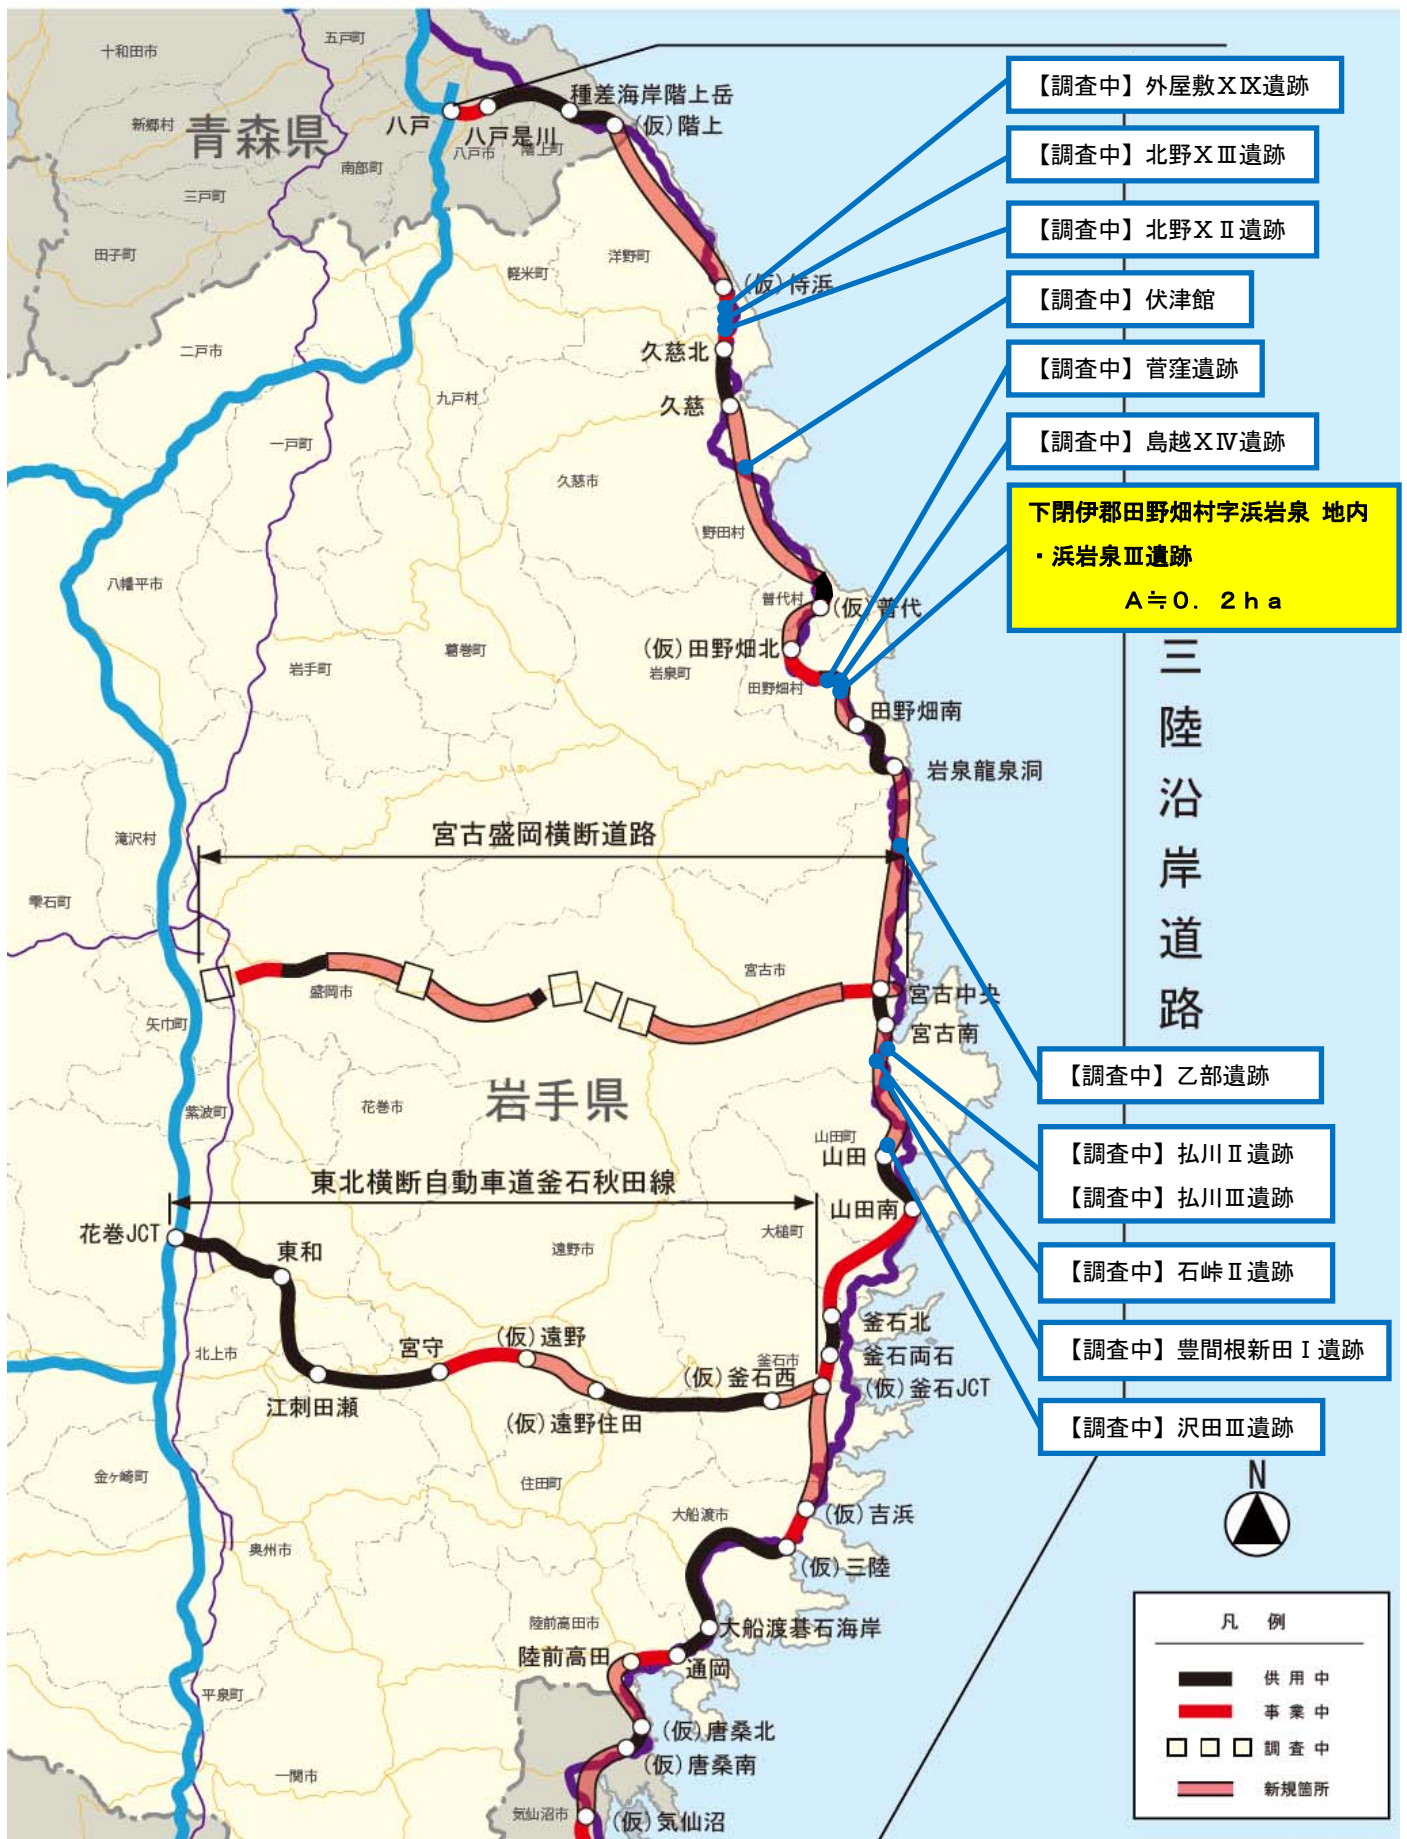 十和田市
五戸町
新郷村
青森県
八戸
八戸是川
種差海岸階上岳
(仮)階上
八戸市
階上町
南部町
三戸町
田子町
【調査中】外屋敷ⅩⅨ遺跡
【調査中】北野ⅩⅢ遺跡
【調査中】北野ⅩⅡ遺跡
【調査中】伏津館
【調査中】菅窪遺跡
【調査中】島越ⅩⅣ遺跡
下閉伊郡田野畑村字浜岩泉 地内
・浜岩泉Ⅲ遺跡
A≒0.2ha
洋野町
軽米町
(仮)侍浜
二戸市
久慈北
九戸村
久慈
一戸町
久慈市
野田村
八幡平市
普代村
(仮)普代
(仮)田野畑北
葛巻町
岩手町
岩泉町
田野畑村
田野畑南
岩泉龍泉洞
三陸沿岸道路
滝沢村
宮古盛岡横断道路
雫石町
宮古市
盛岡市
宮古中央
矢巾町
宮古南
【調査中】乙部遺跡
岩手県
紫波町
花巻市
山田町
山田
【調査中】払川Ⅱ遺跡
【調査中】払川Ⅲ遺跡
東北横断自動車道釜石秋田線
山田南
花巻JCT
東和
遠野市
大槌町
【調査中】石峠Ⅱ遺跡
釜石北
宮守
(仮)遠野
北上市
釜石市
釜石両石
(仮)釜石西
(仮)釜石JCT
【調査中】豊間根新田Ⅰ遺跡
江刺田瀬
(仮)遠野住田
【調査中】沢田Ⅲ遺跡
金ヶ崎町
住田町
N
大船渡市
(仮)吉浜
奥州市
(仮)三陸
陸前高田市
大船渡碁石海岸
陸前高田
通岡
平泉町
(仮)唐桑北
(仮)唐桑南
一関市
気仙沼市
(仮)気仙沼
凡 例
供用中
事業中
調査中
新規箇所